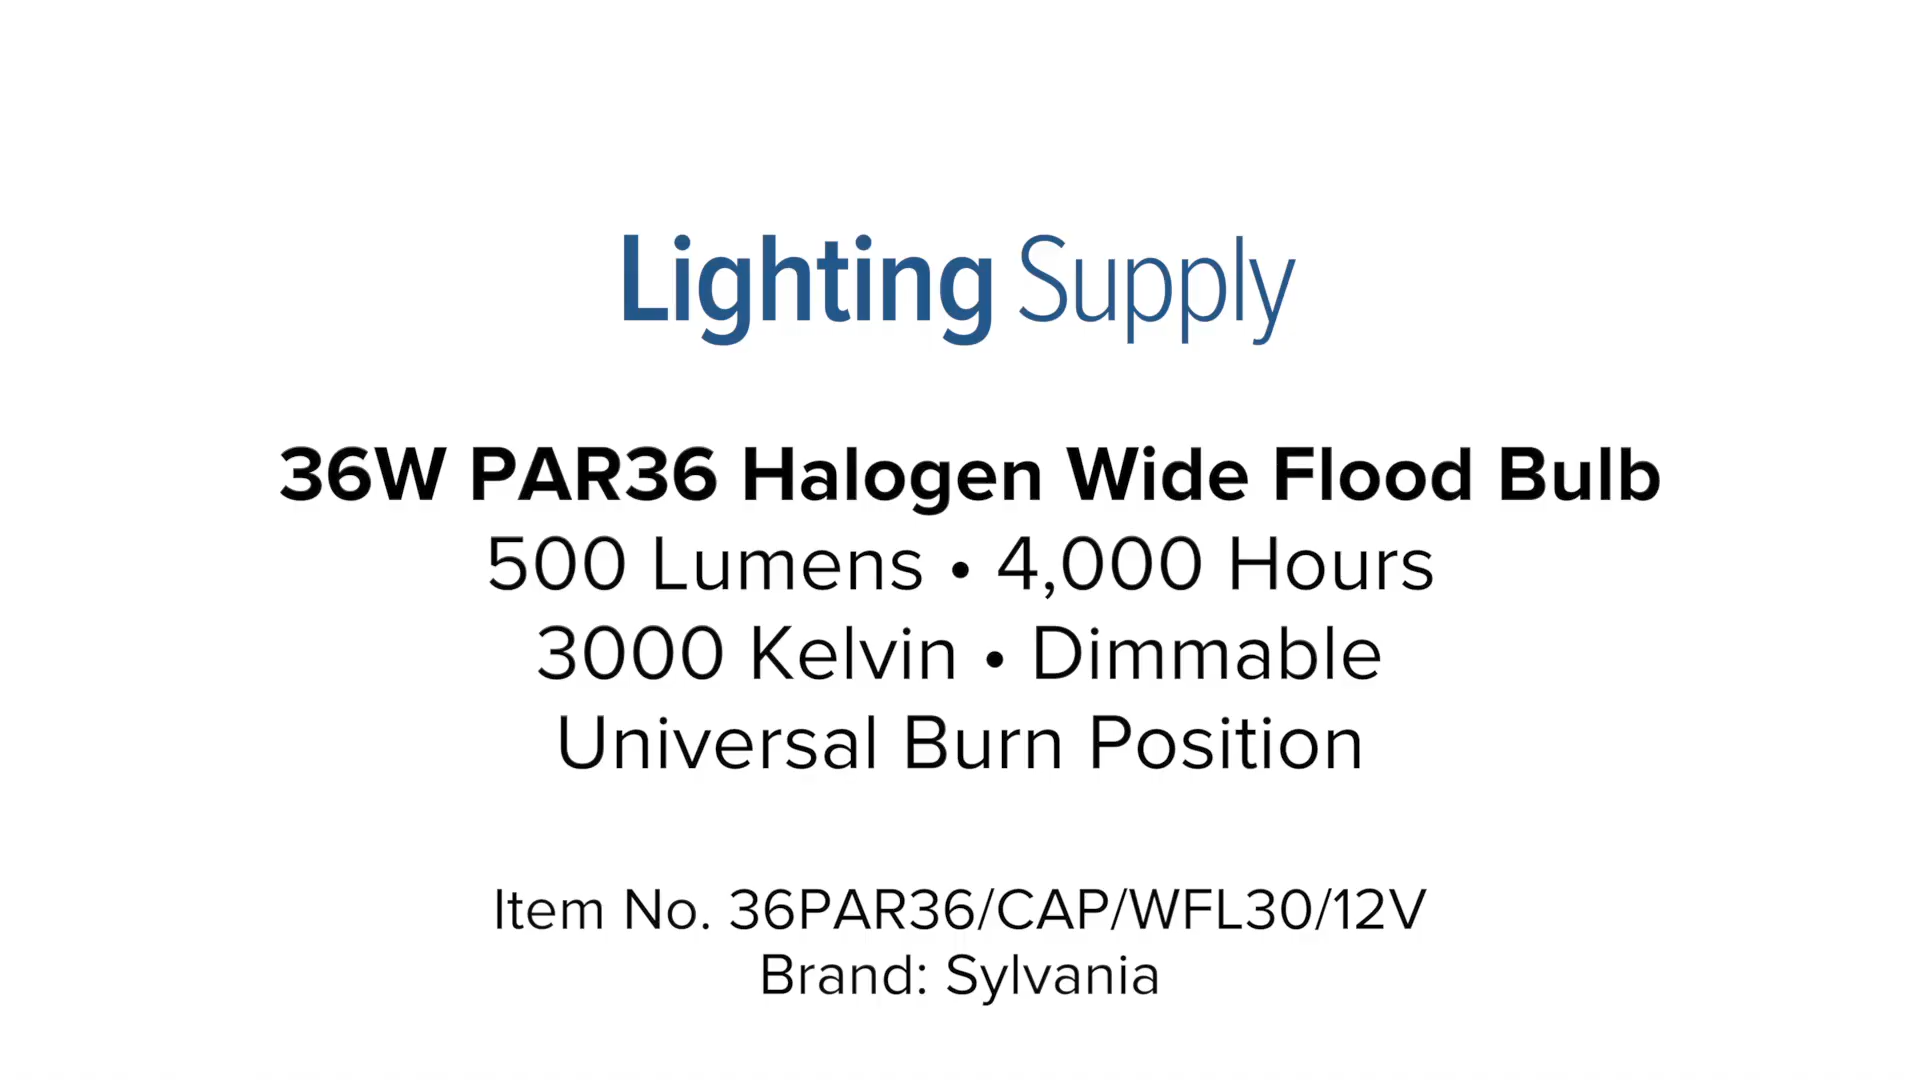 Lighting Supply
36W PAR36 Halogen Wide Flood Bulb
500 Lumens • 4,000 Hours
3000 Kelvin • Dimmable
Universal Burn Position
Item No. 36PAR36/CAP/WFL30/12V
Brand: Sylvania